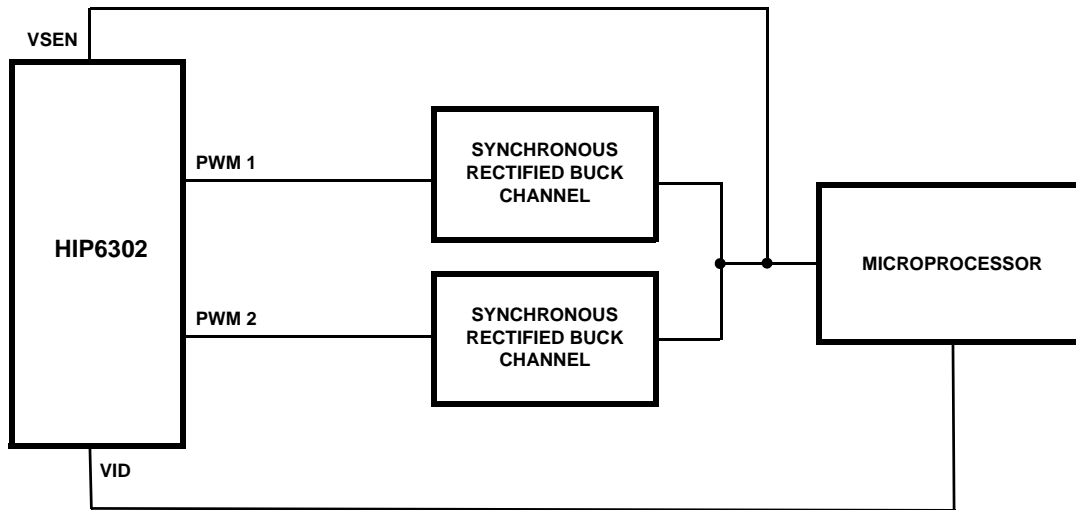 VSEN
PWM 1
SYNCHRONOUS
RECTIFIED BUCK
CHANNEL
HIP6302
MICROPROCESSOR
PWM 2
SYNCHRONOUS
RECTIFIED BUCK
CHANNEL
VID